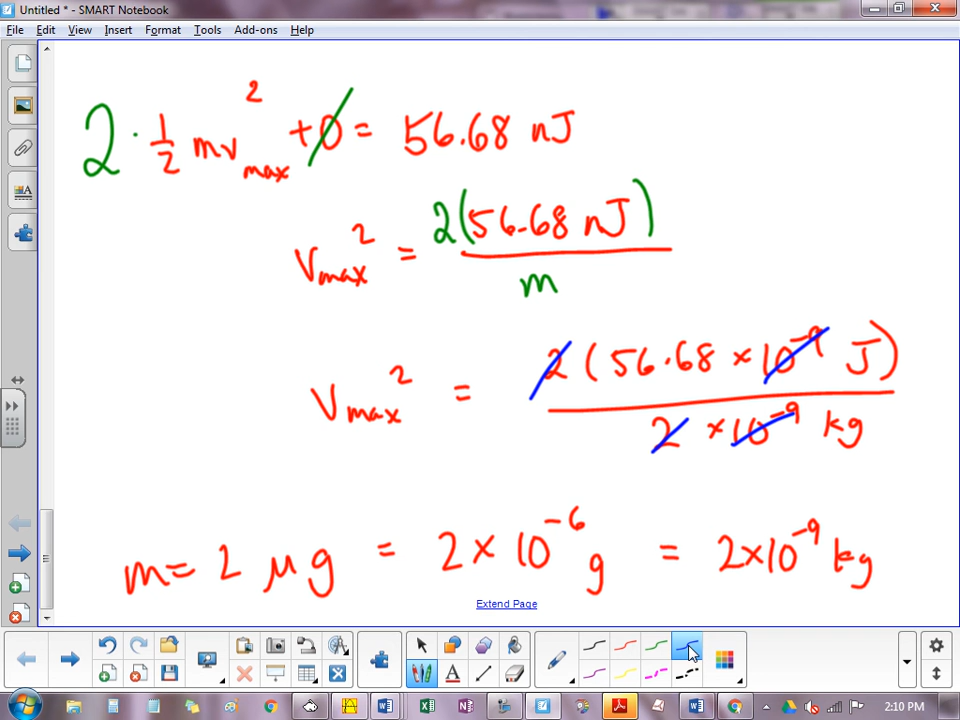 Untitled * - SMART Notebook
File Edit View Insert Format Tools Add-ons Help
2 · 1/2 mv_max^2 + 0 = 56.68 nJ
v_max^2 = 2(56.68 nJ) / m
v_max^2 = 2(56.68 × 10^-9 J) / 2 × 10^-9 kg
m = 2 μg = 2 × 10^-6 g = 2×10^-9 kg
Extend Page
2:10 PM